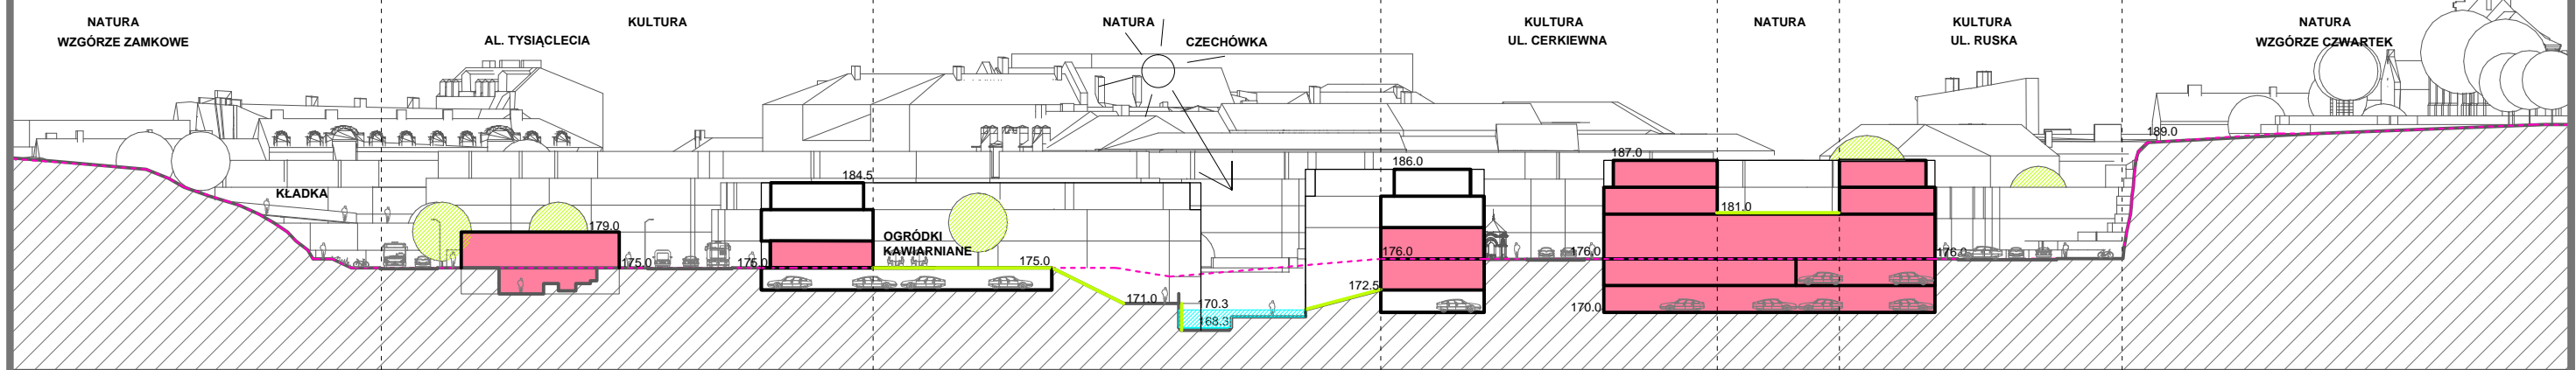 NATURA
WZGÓRZE ZAMKOWE
KULTURA
AL. TYSIĄCLECIA
NATURA
CZECHÓWKA
KULTURA
UL. CERKIEWNA
NATURA
KULTURA
UL. RUSKA
NATURA
WZGÓRZE CZWARTEK
189.0
187.0
186.0
184.5
KŁADKA
181.0
179.0
OGRÓDKI
KAWIARNIANE
176.0
176.0
176.0
175.0
175.0
175.0
172.5
171.0
170.3
170.0
168.3